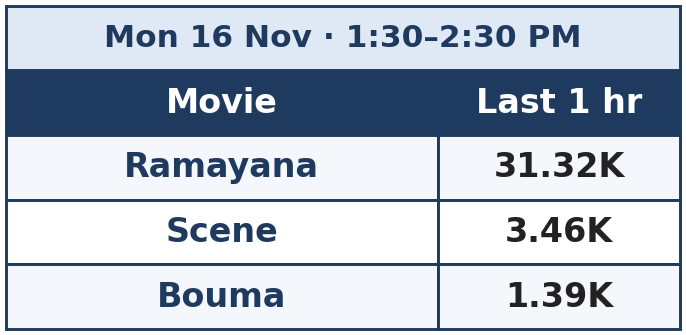 Mon 16 Nov · 1:30–2:30 PM
Movie Last 1 hr
Ramayana 31.32K
Scene 3.46K
Bouma 1.39K